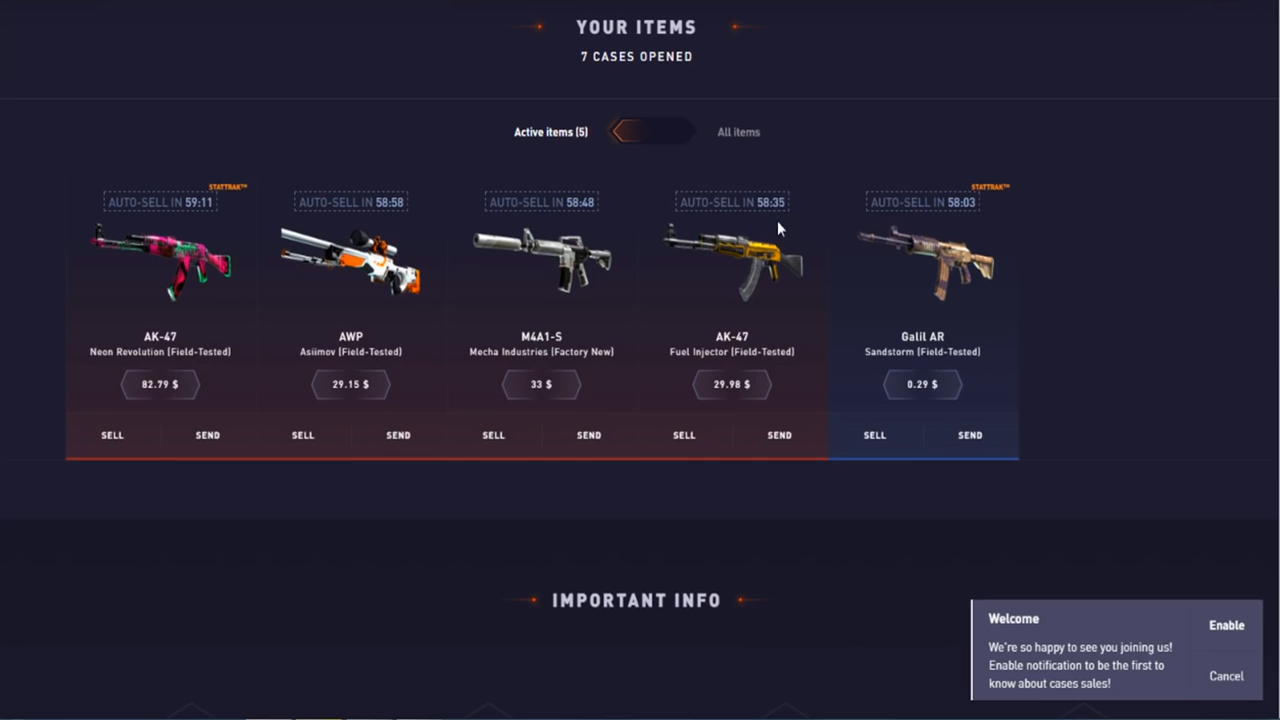 YOUR ITEMS
7 CASES OPENED
Active items (5)
All items
STATTRAK™
AUTO-SELL IN 59:11
AK-47
Neon Revolution (Field-Tested)
82.79 $
SELL
SEND
AUTO-SELL IN 58:58
AWP
Asiimov (Field-Tested)
29.15 $
SELL
SEND
AUTO-SELL IN 58:48
M4A1-S
Mecha Industries (Factory New)
33 $
SELL
SEND
AUTO-SELL IN 58:35
AK-47
Fuel Injector (Field-Tested)
29.98 $
SELL
SEND
STATTRAK™
AUTO-SELL IN 58:03
Galil AR
Sandstorm (Field-Tested)
0.29 $
SELL
SEND
IMPORTANT INFO
Welcome
We're so happy to see you joining us!
Enable notification to be the first to
know about cases sales!
Enable
Cancel